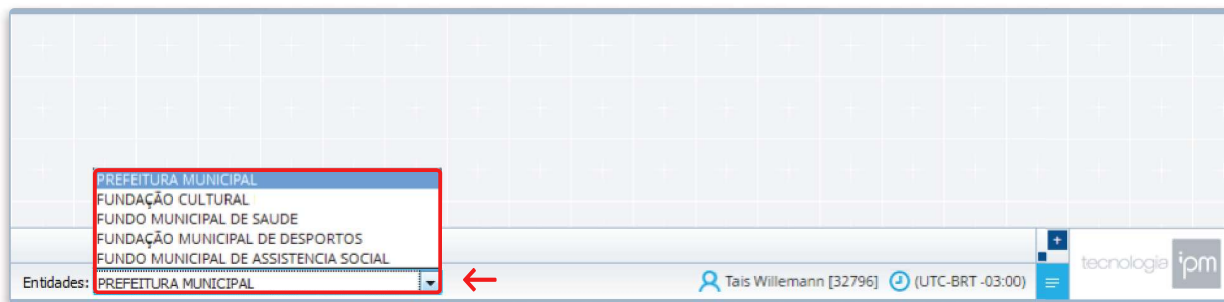 PREFEITURA MUNICIPAL
FUNDAÇÃO CULTURAL
FUNDO MUNICIPAL DE SAUDE
FUNDAÇÃO MUNICIPAL DE DESPORTOS
FUNDO MUNICIPAL DE ASSISTENCIA SOCIAL
Entidades: PREFEITURA MUNICIPAL
Tais Willemann [32796] (UTC-BRT -03:00)
tecnologia ipm